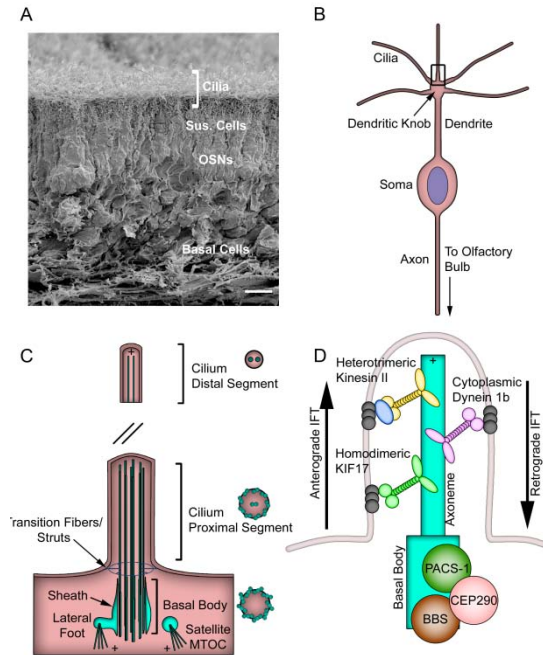 A
Cilia
Sus. Cells
OSNs
Basal Cells
B
Cilia
Dendritic Knob
Dendrite
Soma
Axon
To Olfactory
Bulb
C
+
Cilium
Distal Segment
Cilium
Proximal Segment
Transition Fibers/
Struts
Sheath
Basal Body
Lateral
Foot
Satellite
MTOC
+
+
D
+
Heterotrimeric
Kinesin II
Cytoplasmic
Dynein 1b
Homodimeric
KIF17
Anterograde IFT
Retrograde IFT
Axoneme
Basal Body
PACS-1
CEP290
BBS